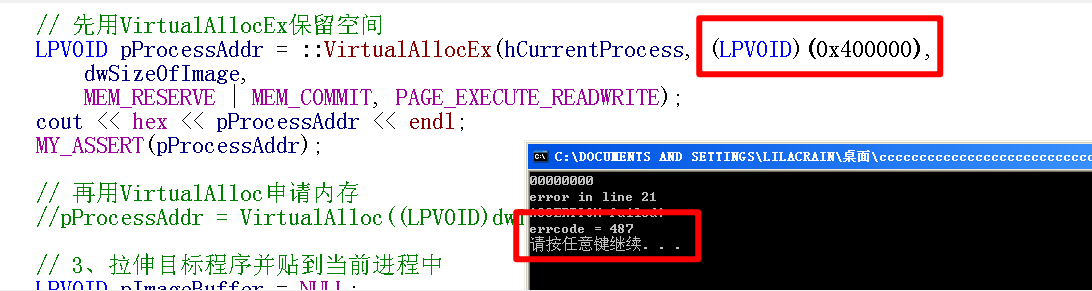 // 先用VirtualAllocEx保留空间
LPVOID pProcessAddr = ::VirtualAllocEx(hCurrentProcess, (LPVOID)(0x400000),
dwSizeOfImage,
MEM_RESERVE | MEM_COMMIT, PAGE_EXECUTE_READWRITE);
cout << hex << pProcessAddr << endl;
MY_ASSERT(pProcessAddr);
// 再用VirtualAlloc申请内存
//pProcessAddr = VirtualAlloc((LPVOID)dw
// 3、拉伸目标程序并贴到当前进程中
LPVOID pImageBuffer = NULL;
C:\DOCUMENTS AND SETTINGS\LILACRAIN\桌面\
00000000
error in line 21
ASSERTION failed!
errcode = 487
请按任意键继续. . .